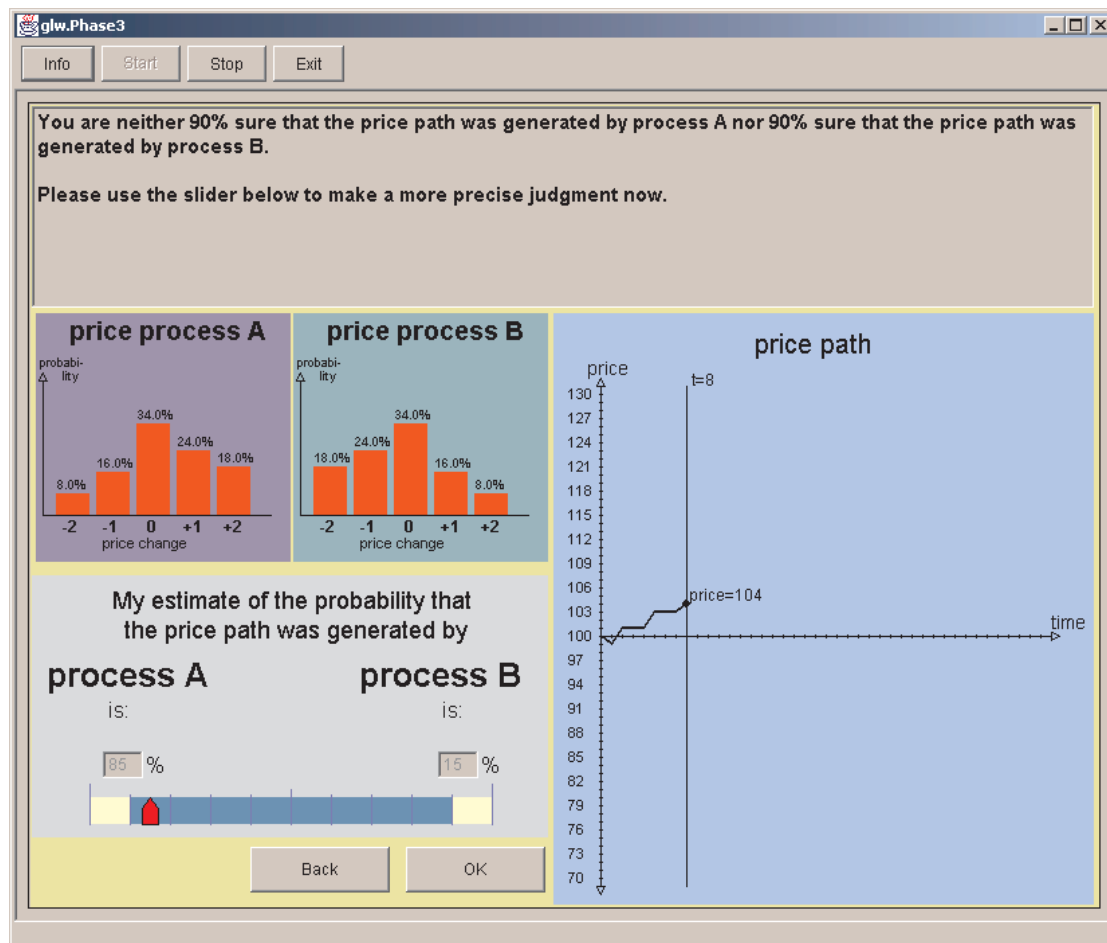 glw.Phase3
Info Start Stop Exit
You are neither 90% sure that the price path was generated by process A nor 90% sure that the price path was
generated by process B.
Please use the slider below to make a more precise judgment now.
price process A
probabi-
lity
8.0% 16.0% 34.0% 24.0% 18.0%
-2 -1 0 +1 +2
price change
price process B
probabi-
lity
18.0% 24.0% 34.0% 16.0% 8.0%
-2 -1 0 +1 +2
price change
My estimate of the probability that
the price path was generated by
process A process B
is: is:
85 % 15 %
Back OK
price path
price
t=8
130
127
124
121
118
115
112
109
106
price=104
103
100
time
97
94
91
88
85
82
79
76
73
70